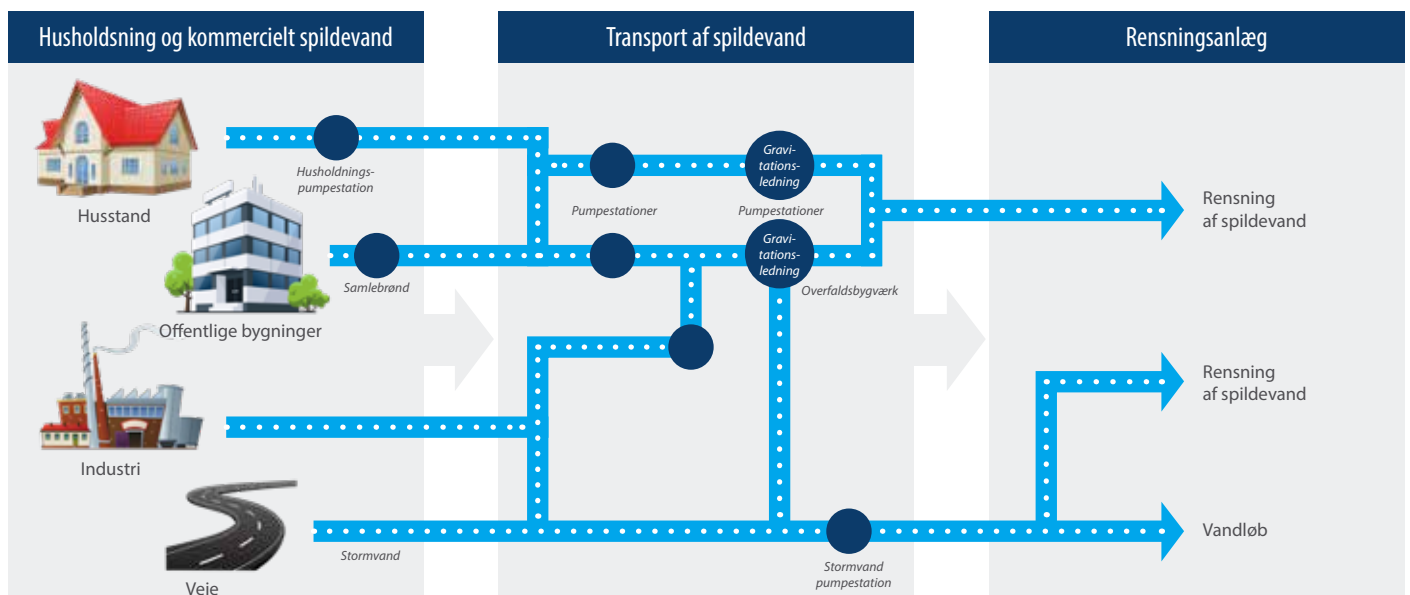 Husholdsning og kommercielt spildevand
Transport af spildevand
Rensningsanlæg
Husstand
Husholdnings-
pumpestation
Pumpestationer
Gravi-
tations-
ledning
Pumpestationer
Rensning
af spildevand
Offentlige bygninger
Samlebrønd
Gravi-
tations-
ledning
Overfaldsbygværk
Industri
Rensning
af spildevand
Veje
Stormvand
Stormvand
pumpestation
Vandløb